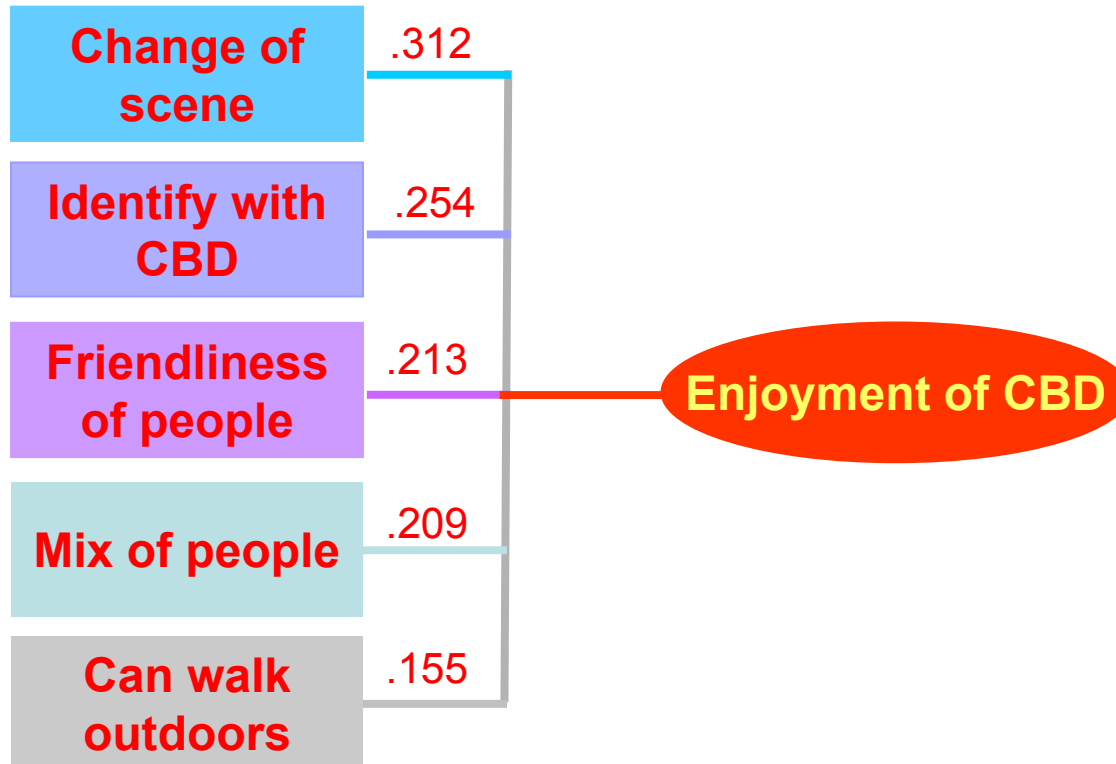 Change of
scene
.312
Identify with
CBD
.254
Friendliness
of people
.213
Enjoyment of CBD
Mix of people
.209
Can walk
outdoors
.155